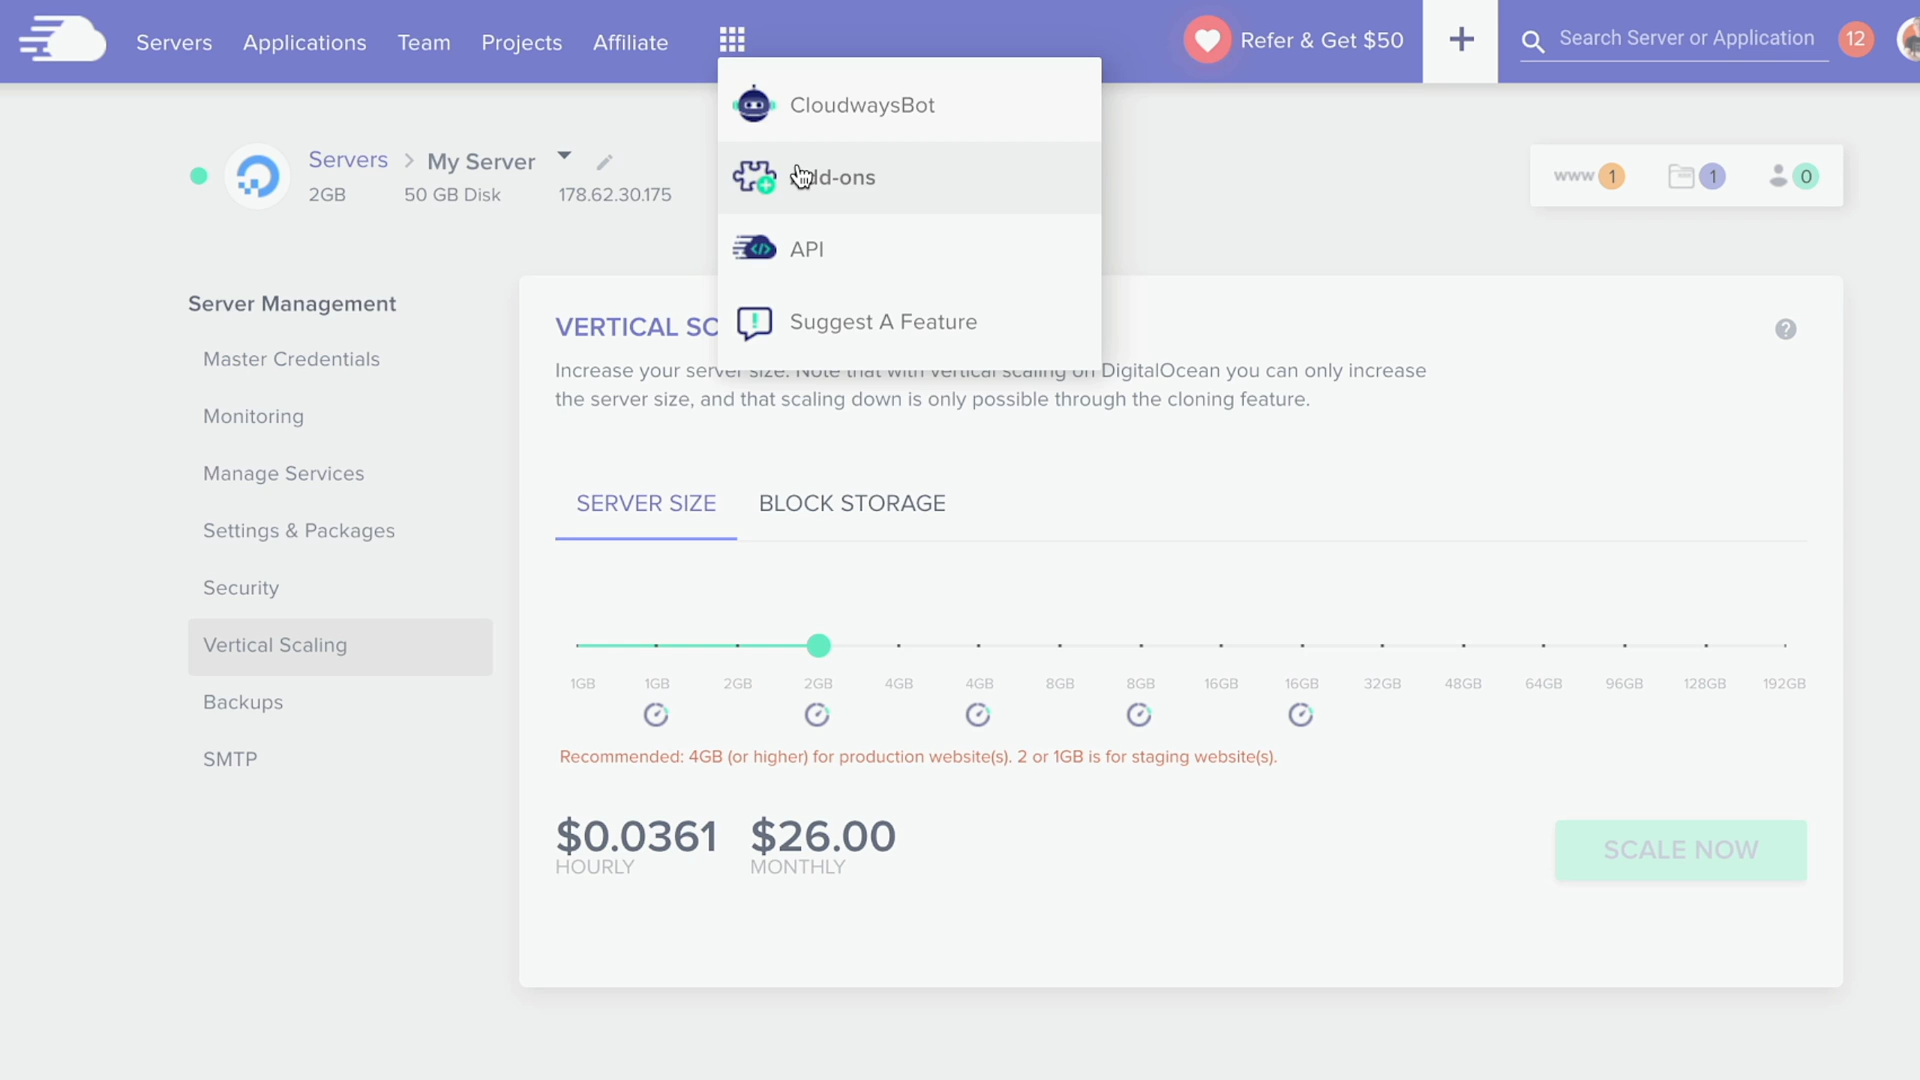 Servers Applications Team Projects Affiliate Refer & Get $50 + Search Server or Application 12
CloudwaysBot
Add-ons
API
Suggest A Feature
Servers > My Server
2GB 50 GB Disk 178.62.30.175
www 1 1 0
Server Management
Master Credentials
Monitoring
Manage Services
Settings & Packages
Security
Vertical Scaling
Backups
SMTP
VERTICAL SC
Increase your server size. Note that with vertical scaling on DigitalOcean you can only increase
the server size, and that scaling down is only possible through the cloning feature.
SERVER SIZE BLOCK STORAGE
1GB 1GB 2GB 2GB 4GB 4GB 8GB 8GB 16GB 16GB 32GB 48GB 64GB 96GB 128GB 192GB
Recommended: 4GB (or higher) for production website(s). 2 or 1GB is for staging website(s).
$0.0361 $26.00
HOURLY MONTHLY
SCALE NOW